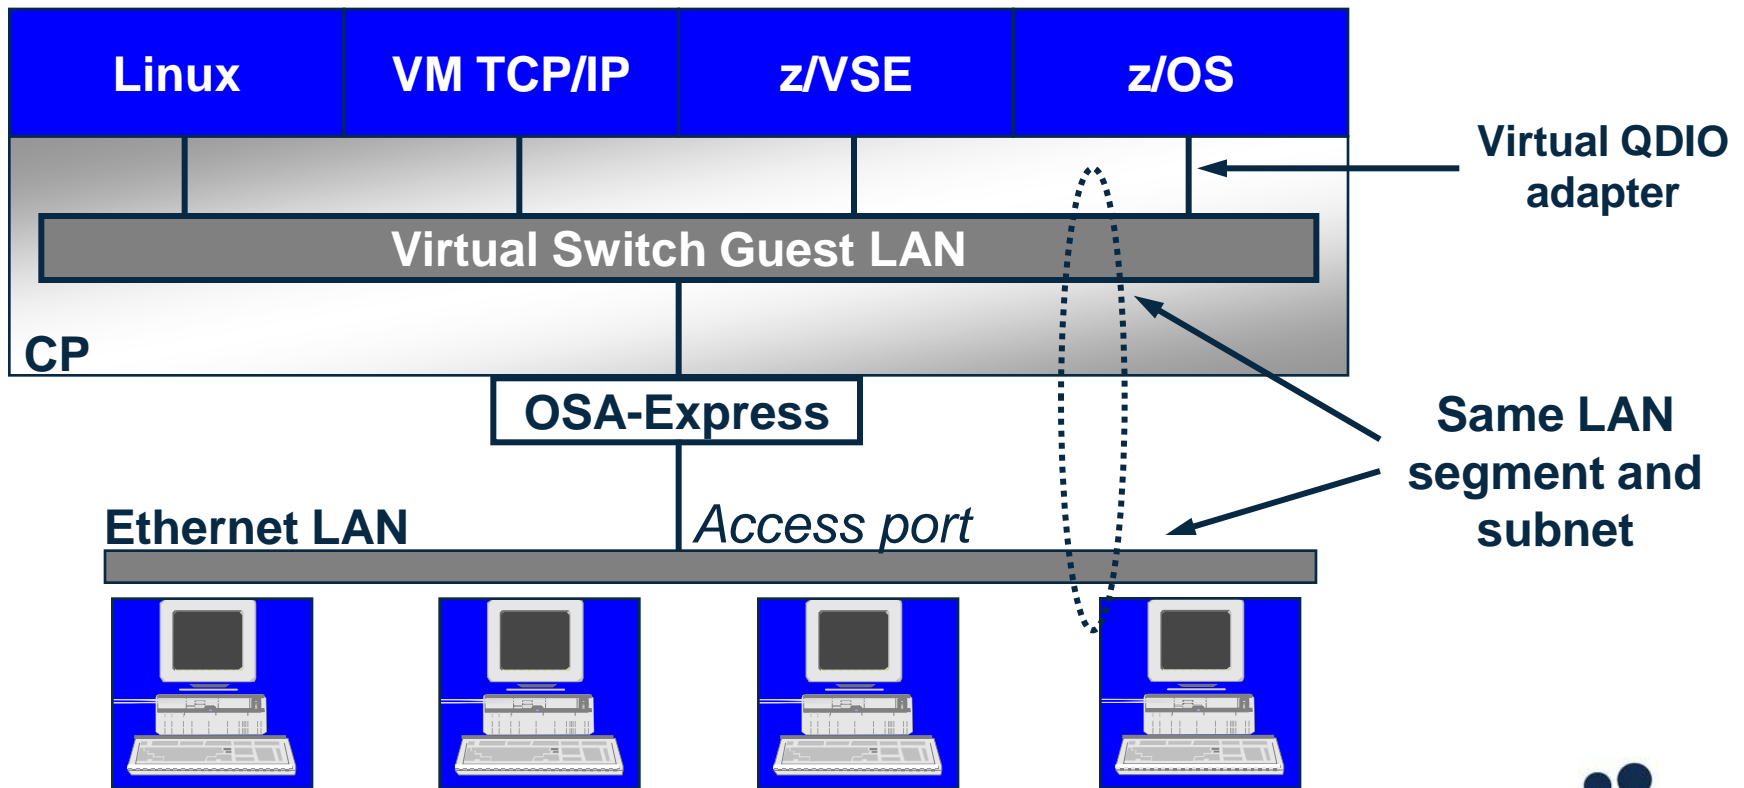 Linux
VM TCP/IP
z/VSE
z/OS
Virtual QDIO
adapter
Virtual Switch Guest LAN
CP
OSA-Express
Same LAN
segment and
subnet
Ethernet LAN
Access port